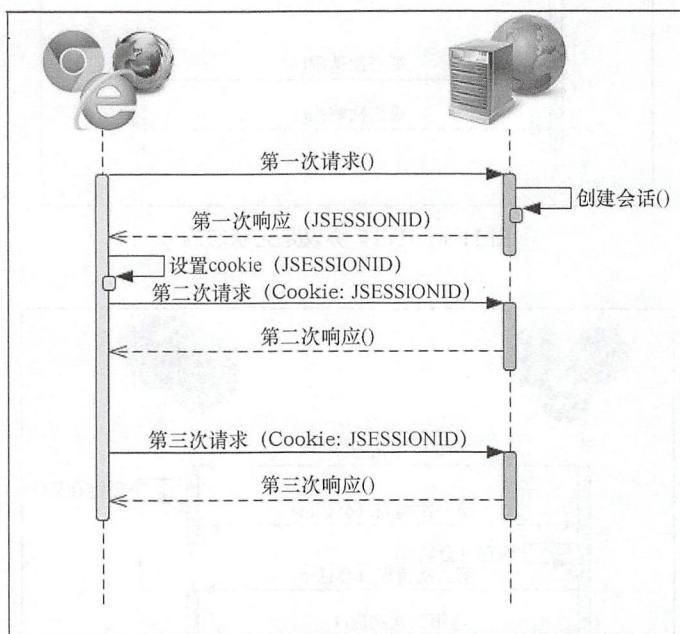 第一次请求()
创建会话()
第一次响应（JSESSIONID）
设置cookie（JSESSIONID）
第二次请求（Cookie: JSESSIONID）
第二次响应()
第三次请求（Cookie: JSESSIONID）
第三次响应()